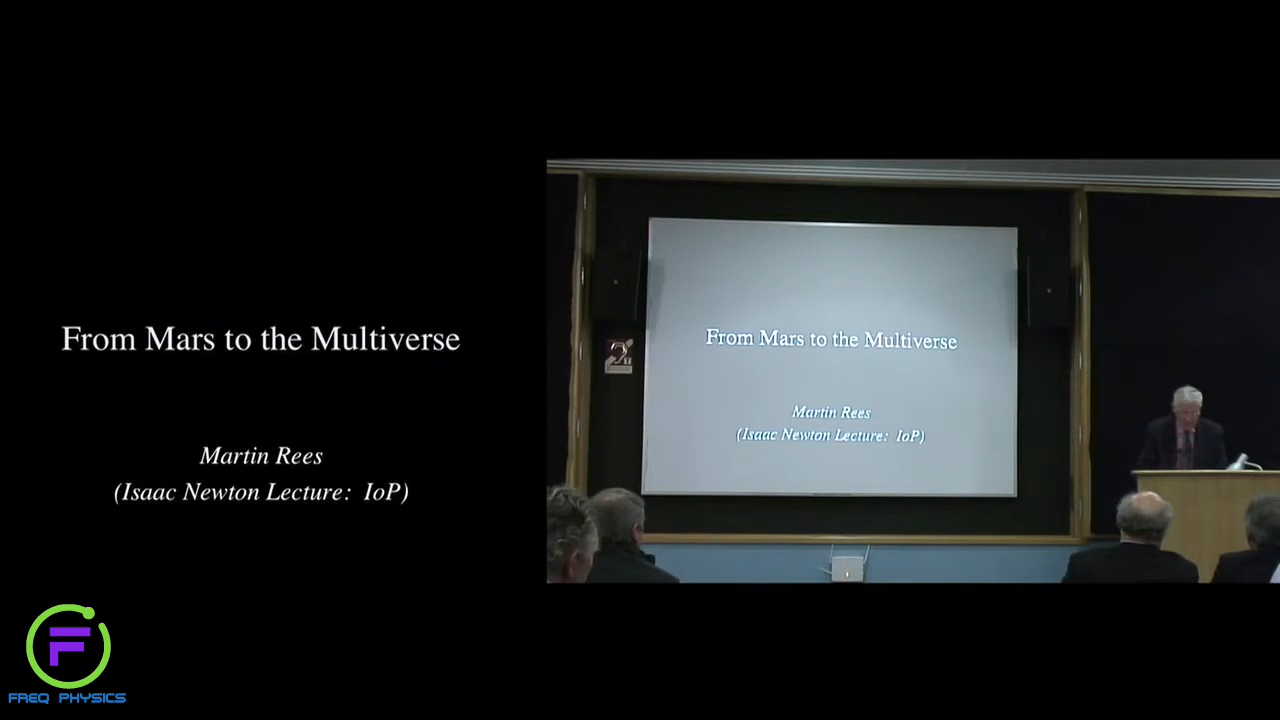 From Mars to the Multiverse
Martin Rees
(Isaac Newton Lecture: IoP)
From Mars to the Multiverse
Martin Rees
(Isaac Newton Lecture: IoP)
FREQ PHYSICS